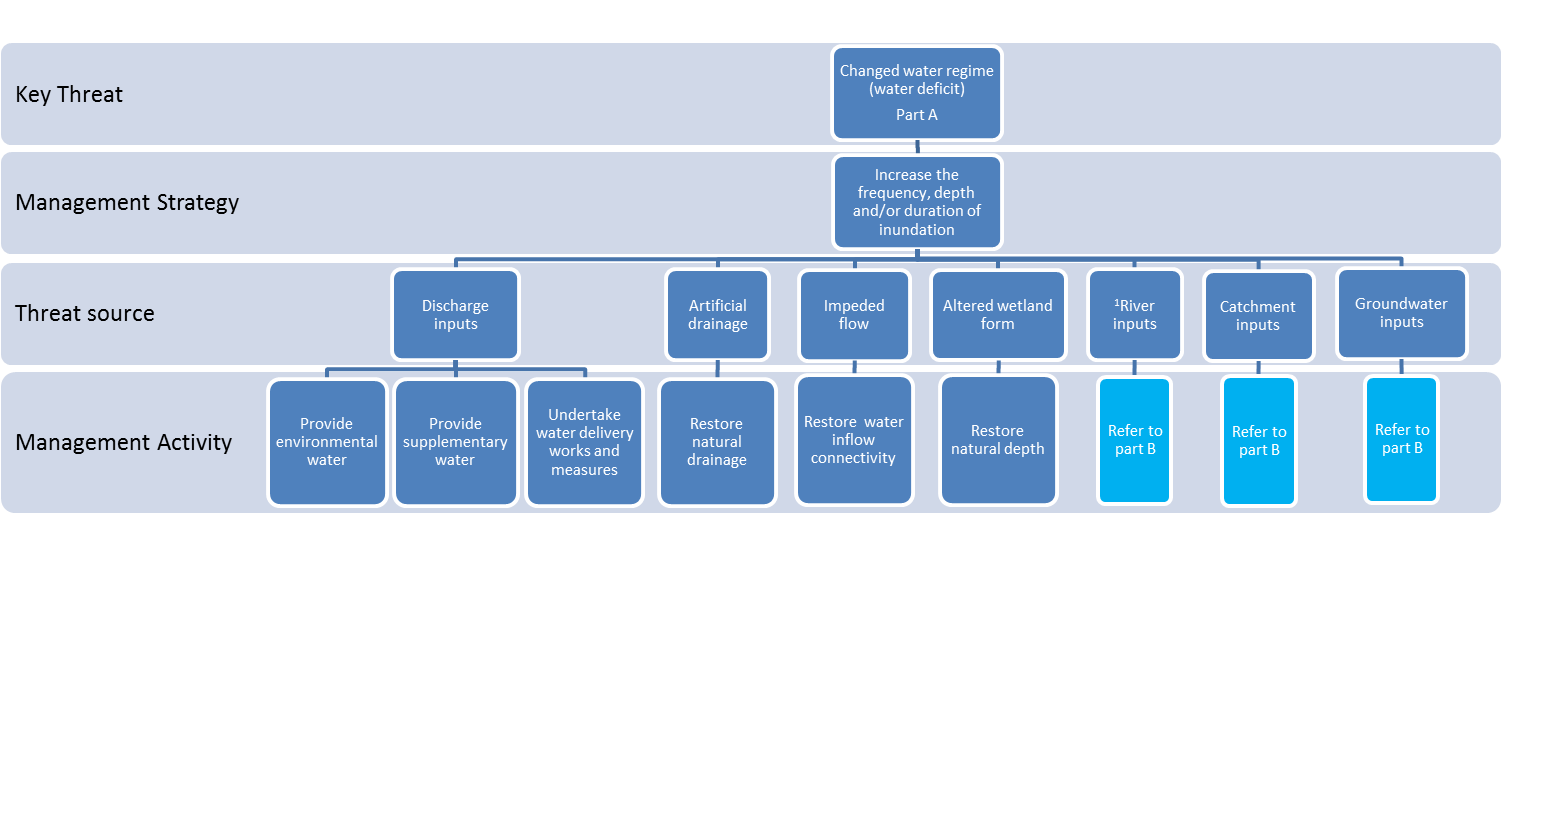 Key Threat
Changed water regime
(water deficit)
Part A
Management Strategy
Increase the
frequency, depth
and/or duration of
inundation
Threat source
Discharge
inputs
Artificial
drainage
Impeded
flow
Altered wetland
form
¹River
inputs
Catchment
inputs
Groundwater
inputs
Management Activity
Provide
environmental
water
Provide
supplementary
water
Undertake
water delivery
works and
measures
Restore
natural
drainage
Restore  water
inflow
connectivity
Restore
natural depth
Refer to
part B
Refer to
part B
Refer to
part B